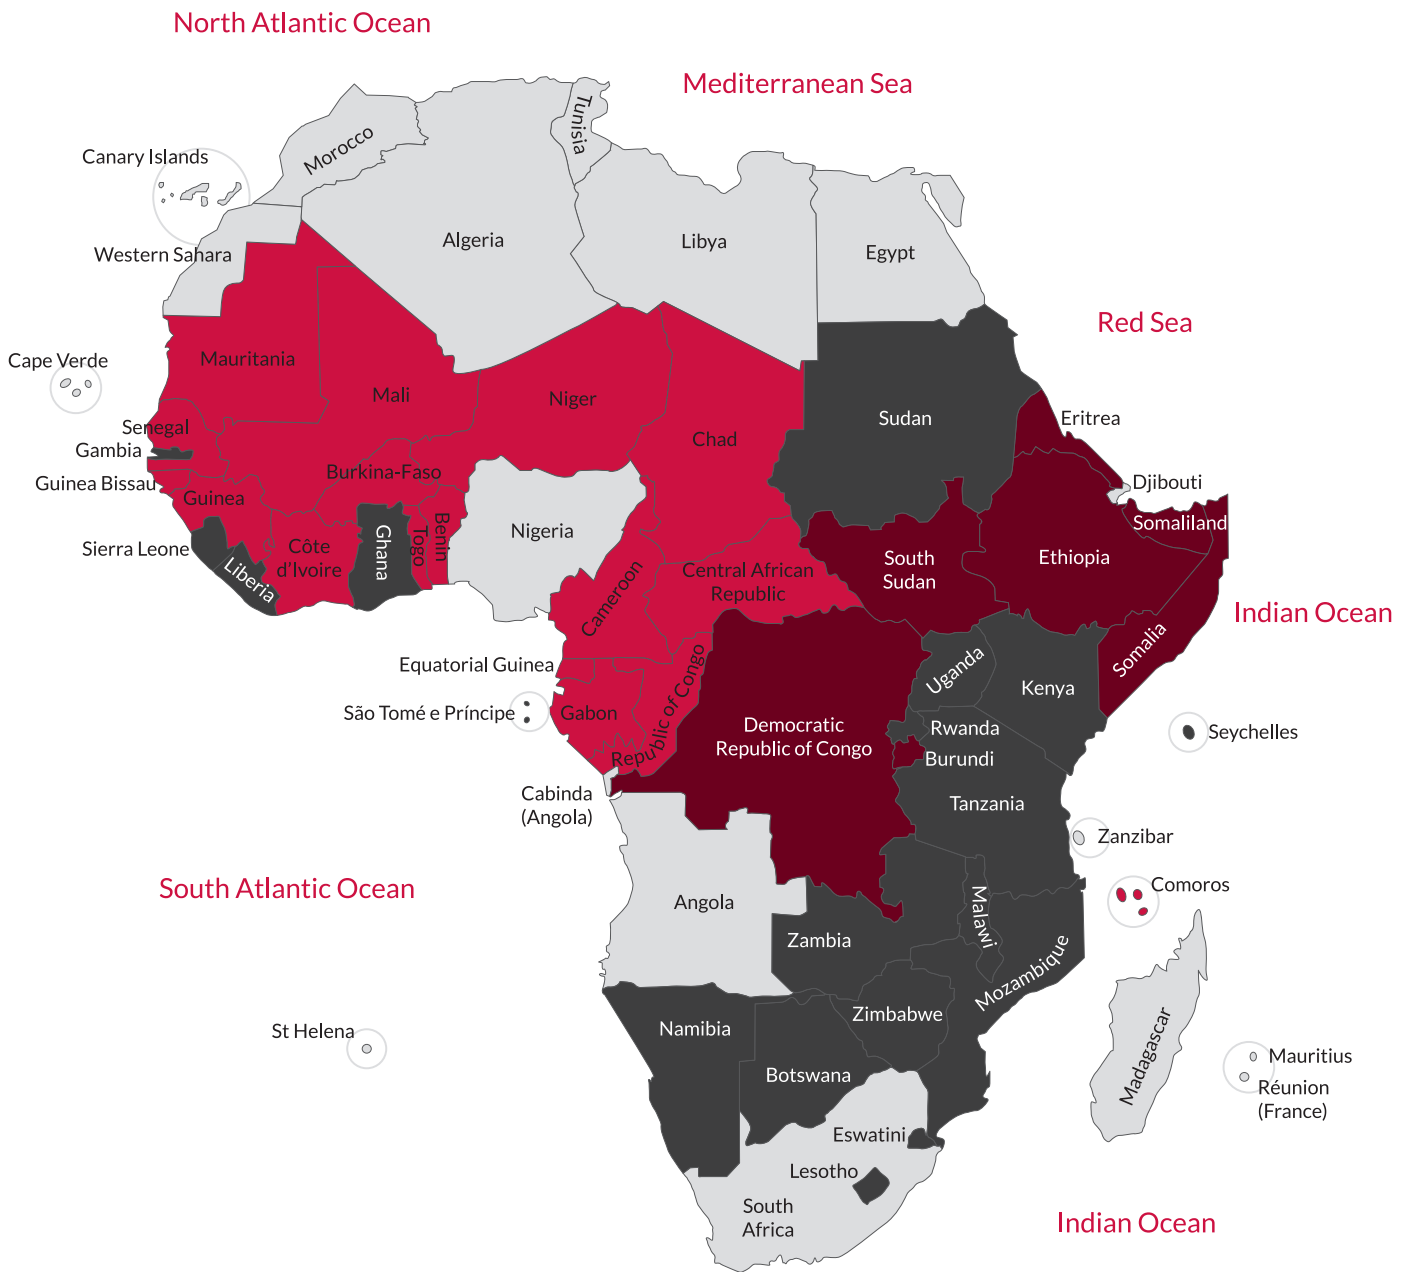 North Atlantic Ocean
Mediterranean Sea
Tunisia
Morocco
Canary Islands
Algeria
Libya
Egypt
Western Sahara
Red Sea
Mauritania
Cape Verde
Mali
Niger
Sudan
Eritrea
Senegal
Chad
Gambia
Burkina-Faso
Djibouti
Guinea Bissau
Guinea
Somaliland
Nigeria
Benin
Togo
Ghana
Sierra Leone
Côte
d'Ivoire
Liberia
Ethiopia
South
Sudan
Central African
Republic
Cameroon
Indian Ocean
Somalia
Equatorial Guinea
Uganda
Kenya
Republic of Congo
São Tomé e Príncipe
Gabon
Democratic
Republic of Congo
Rwanda
Seychelles
Burundi
Cabinda
(Angola)
Tanzania
Zanzibar
South Atlantic Ocean
Comoros
Angola
Malawi
Zambia
Mozambique
Zimbabwe
Namibia
St Helena
Madagascar
Mauritius
Botswana
Réunion
(France)
Eswatini
Lesotho
South
Africa
Indian Ocean